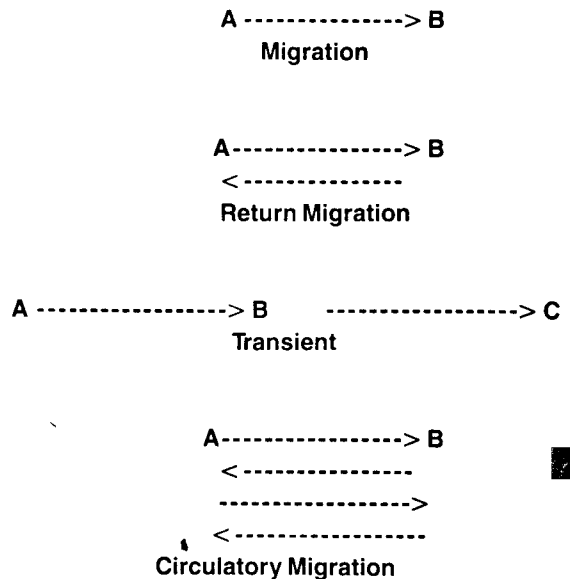 A --------------> B
Migration
A---------------> B
< --------------
Return Migration
A -----------------> B -----------------> C
Transient
A----------------> B
< ---------------
----------------->
< ----------------
Circulatory Migration